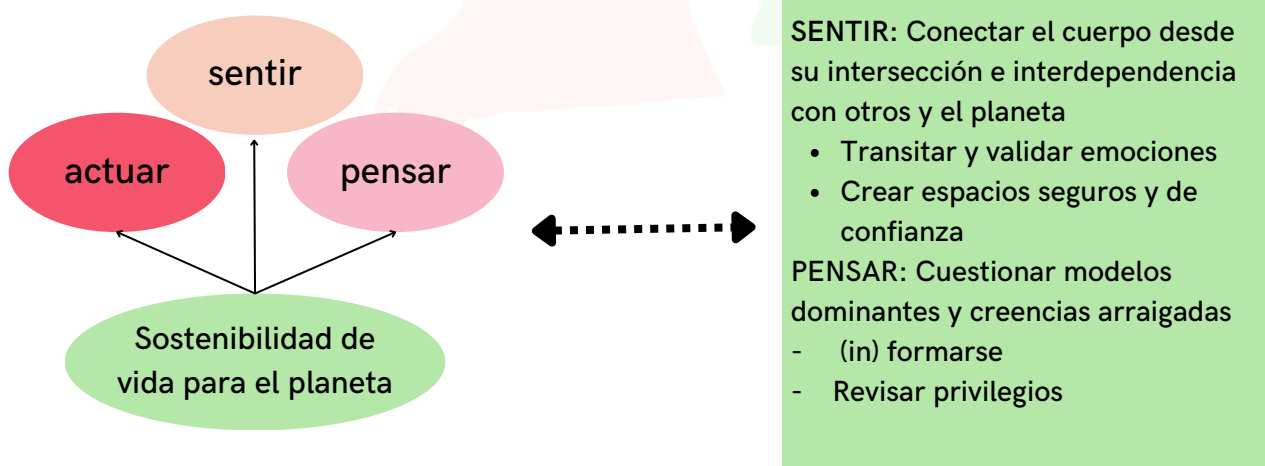 sentir
actuar
pensar
Sostenibilidad de
vida para el planeta
SENTIR: Conectar el cuerpo desde
su intersección e interdependencia
con otros y el planeta
• Transitar y validar emociones
• Crear espacios seguros y de
confianza
PENSAR: Cuestionar modelos
dominantes y creencias arraigadas
- (in) formarse
- Revisar privilegios